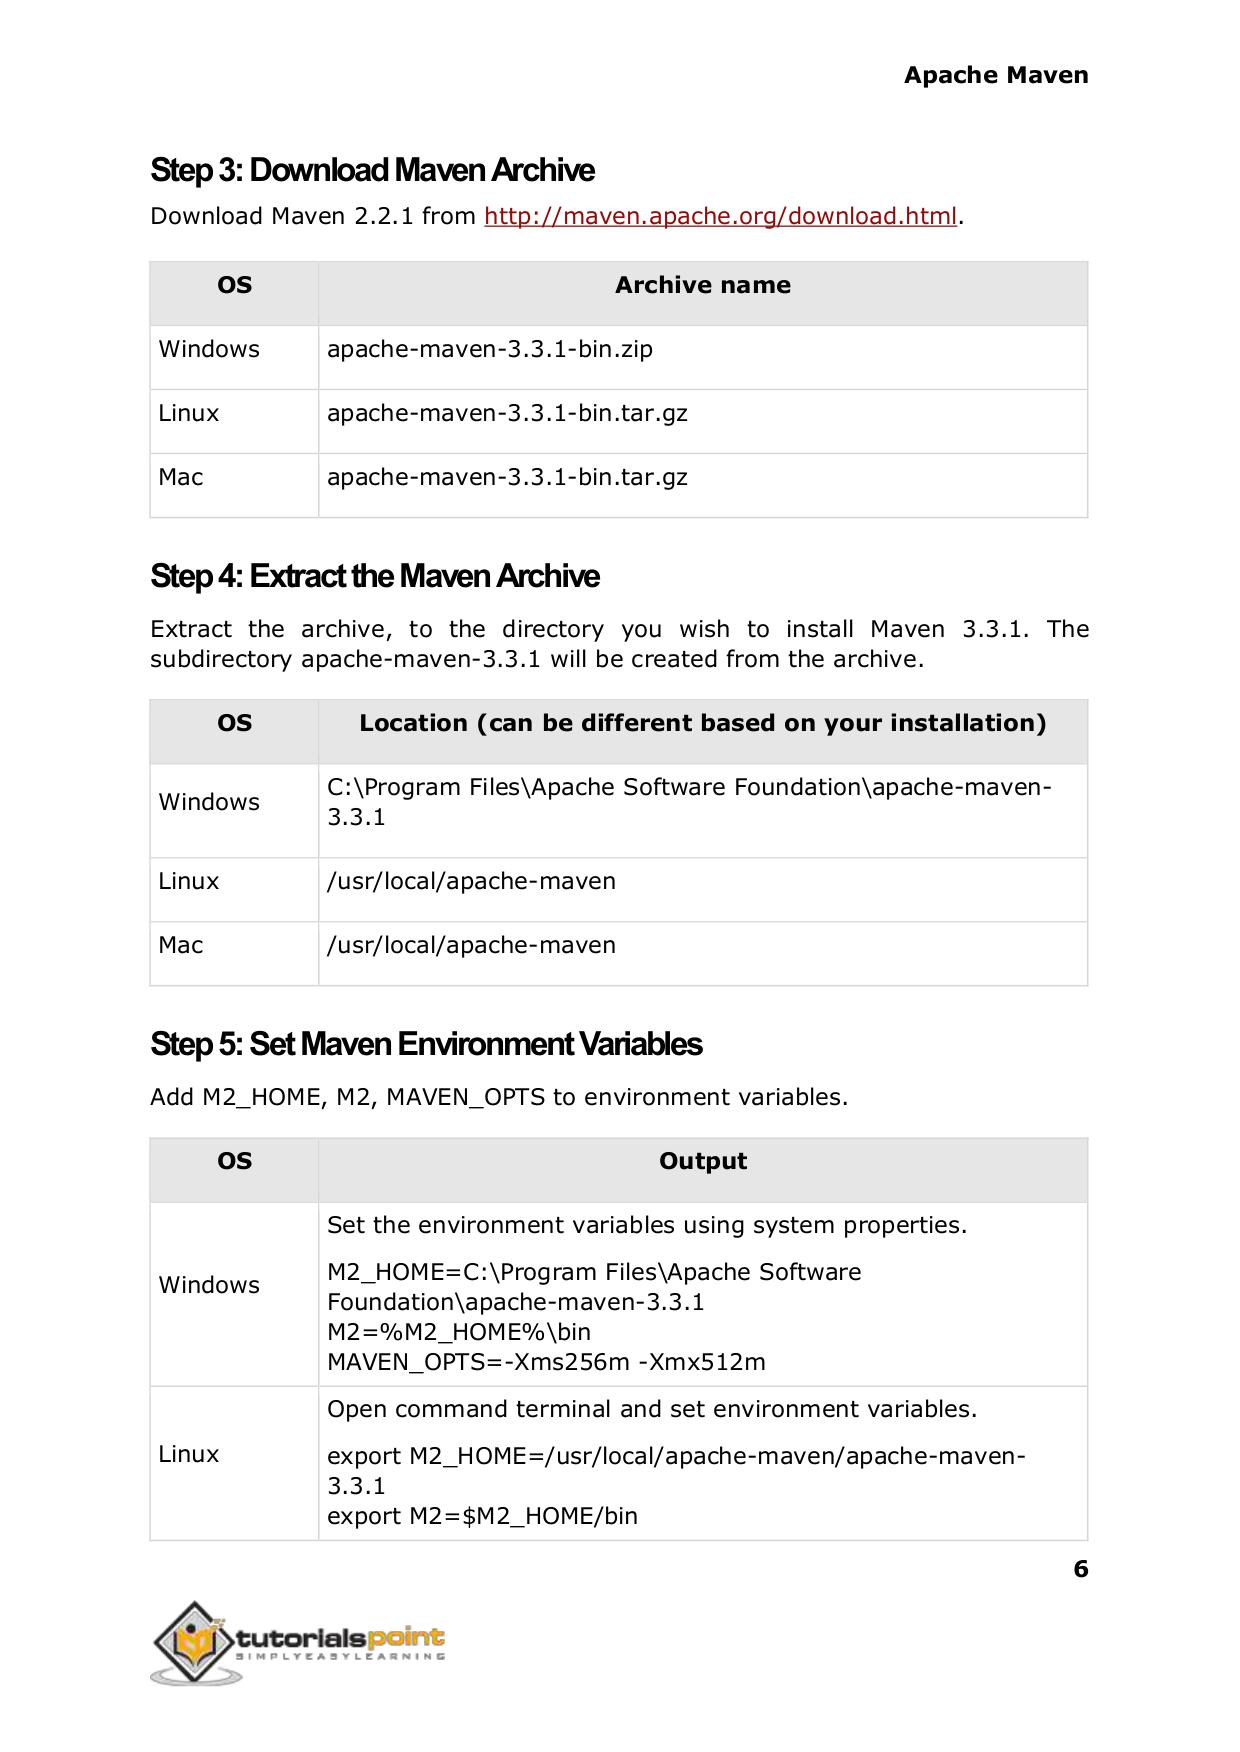 Apache Maven
Step 3: Download Maven Archive
Download Maven 2.2.1 from http://maven.apache.org/download.html.
OS Archive name
Windows apache-maven-3.3.1-bin.zip
Linux apache-maven-3.3.1-bin.tar.gz
Mac apache-maven-3.3.1-bin.tar.gz
Step 4: Extract the Maven Archive
Extract the archive, to the directory you wish to install Maven 3.3.1. The
subdirectory apache-maven-3.3.1 will be created from the archive.
OS Location (can be different based on your installation)
Windows C:\Program Files\Apache Software Foundation\apache-maven-
3.3.1
Linux /usr/local/apache-maven
Mac /usr/local/apache-maven
Step 5: Set Maven Environment Variables
Add M2_HOME, M2, MAVEN_OPTS to environment variables.
OS Output
Windows
Set the environment variables using system properties.
M2_HOME=C:\Program Files\Apache Software
Foundation\apache-maven-3.3.1
M2=%M2_HOME%\bin
MAVEN_OPTS=-Xms256m -Xmx512m
Linux
Open command terminal and set environment variables.
export M2_HOME=/usr/local/apache-maven/apache-maven-
3.3.1
export M2=$M2_HOME/bin
6
tutorialspoint
SIMPLYEASYLEARNING